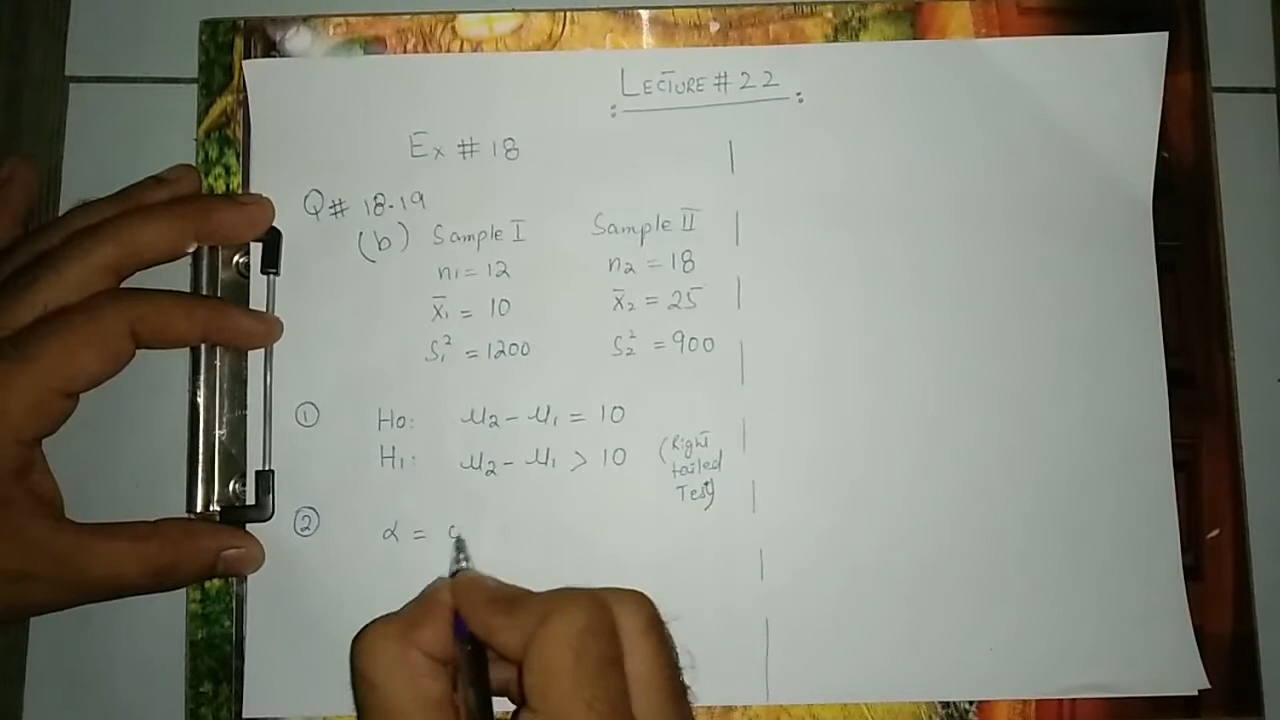 LECTURE # 22
Ex # 18
Q# 18.19
(b) Sample I Sample II
n₁ = 12 n₂ = 18
x̄₁ = 10 x̄₂ = 25
S₁² = 1200 S₂² = 900
① H₀: μ₂ - μ₁ = 10
H₁: μ₂ - μ₁ > 10 (Right
tailed
Test)
② α =